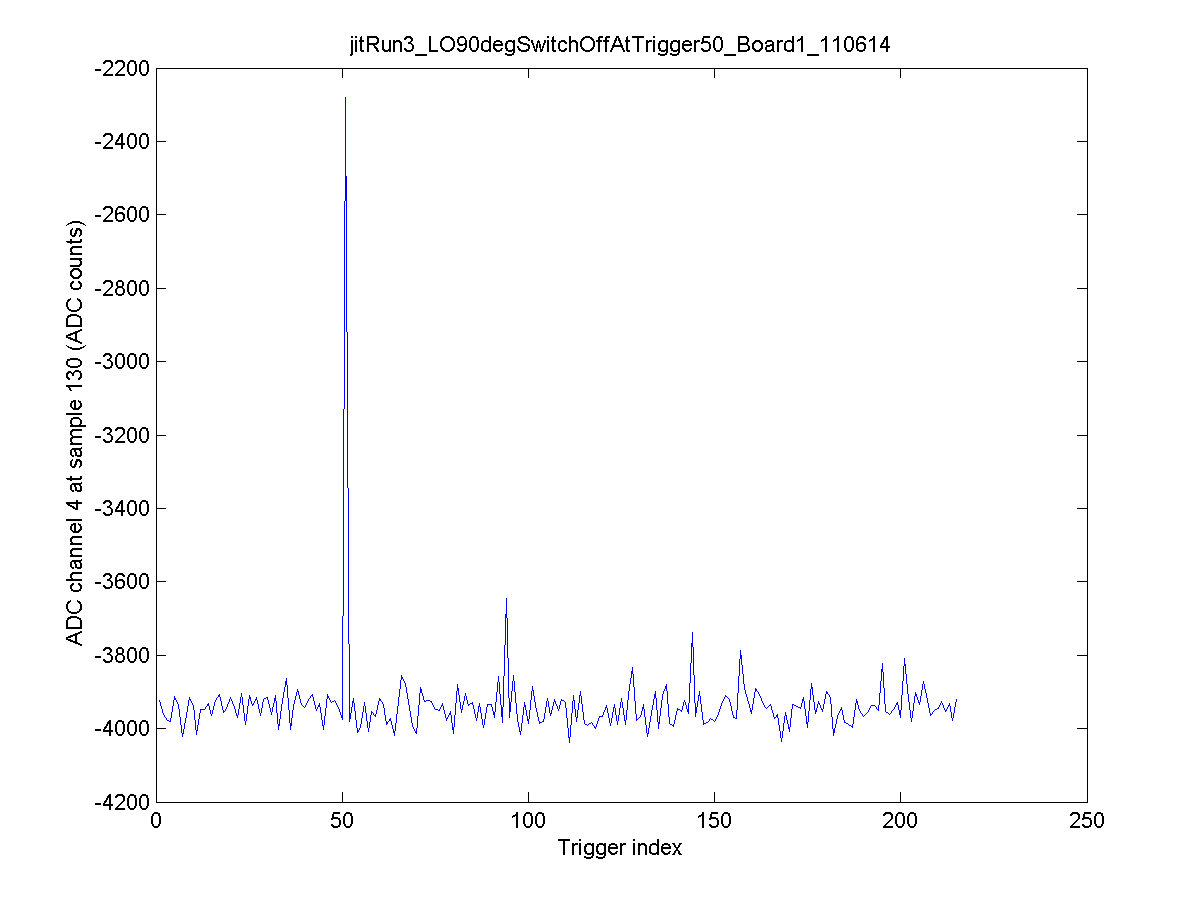 jitRun3_LO90degSwitchOffAtTrigger50_Board1_110614
-2200
-2400
-2600
-2800
-3000
-3200
-3400
-3600
-3800
-4000
-4200
ADC channel 4 at sample 130 (ADC counts)
0 50 100 150 200 250
Trigger index